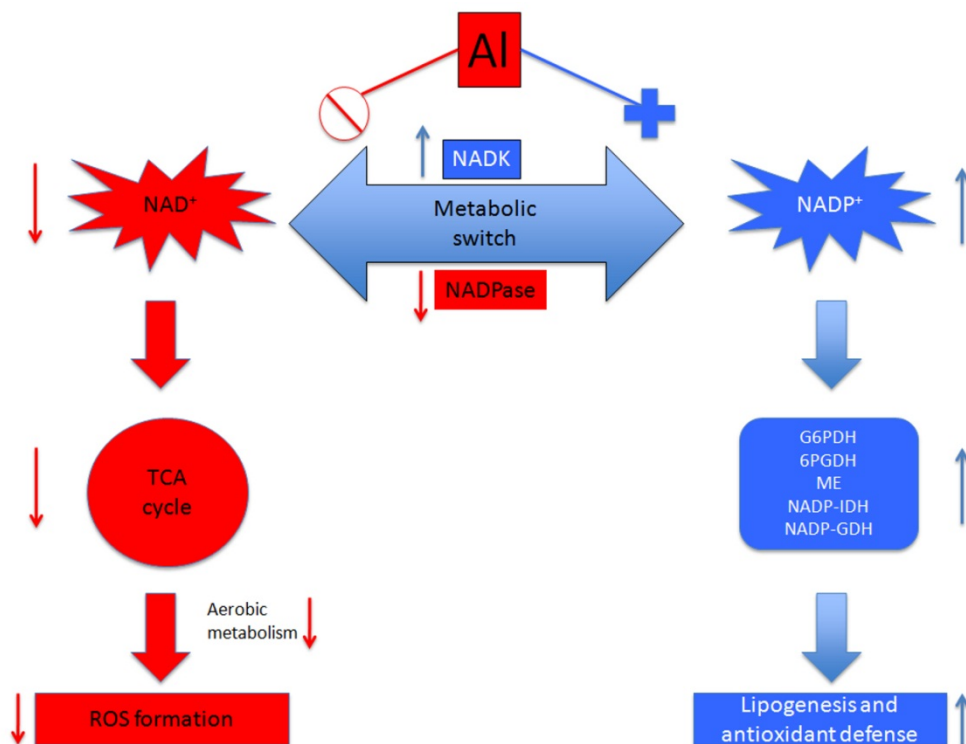 Al
NADK
NAD⁺
Metabolic
switch
NADP⁺
NADPase
TCA
cycle
G6PDH
6PGDH
ME
NADP-IDH
NADP-GDH
Aerobic
metabolism
ROS formation
Lipogenesis and
antioxidant defense